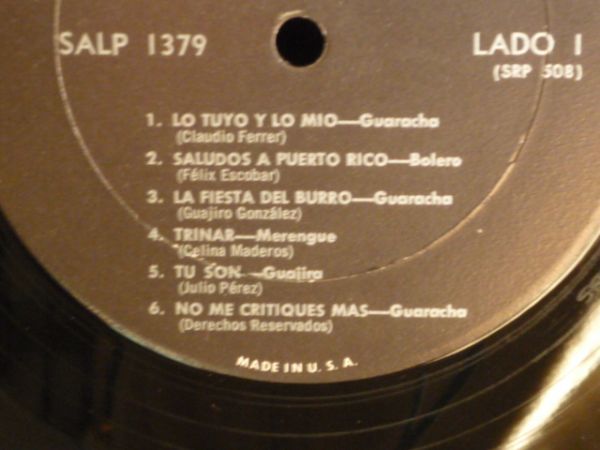 SALP 1379
LADO 1
(SRP 508)
1. LO TUYO Y LO MIO—Guaracha
(Claudio Ferrer)
2. SALUDOS A PUERTO RICO—Bolero
(Félix Escobar)
3. LA FIESTA DEL BURRO—Guaracha
(Guajiro González)
4. TRINAR—Merengue
(Celina Maderos)
5. TU SON—Guajira
(Julio Pérez)
6. NO ME CRITIQUES MAS—Guaracha
(Derechos Reservados)
MADE IN U. S. A.